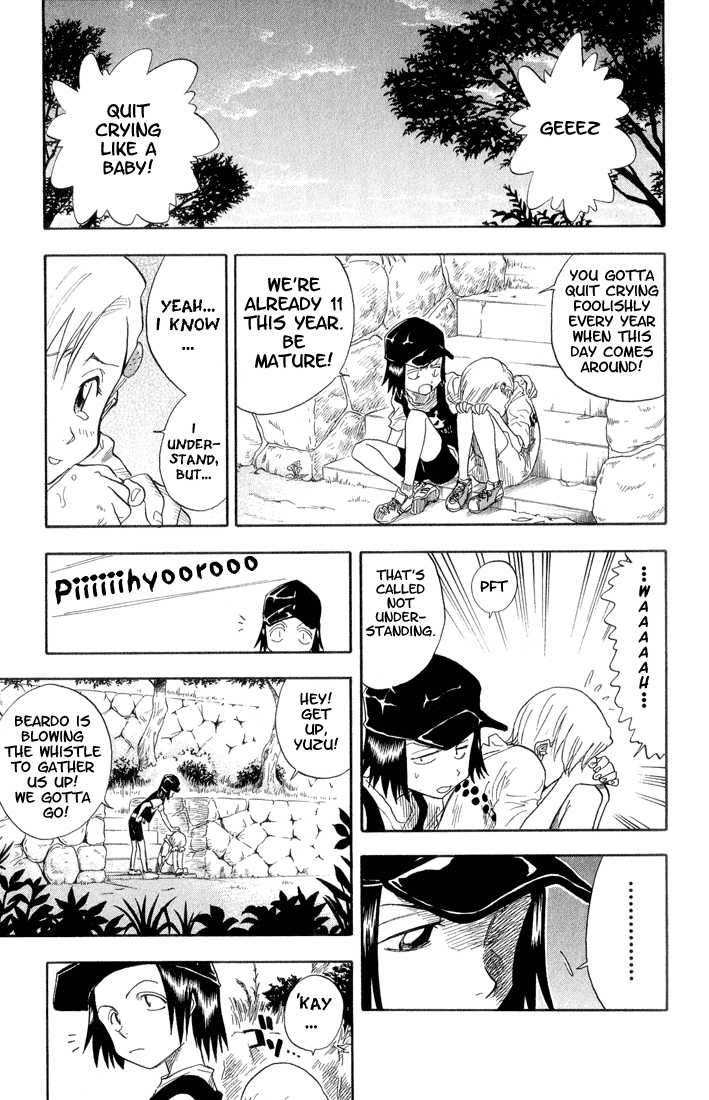 GEEEZ
QUIT
CRYING
LIKE A
BABY!
YOU GOTTA
QUIT CRYING
FOOLISHLY
EVERY YEAR
WHEN THIS
DAY COMES
AROUND!
WE'RE
ALREADY 11
THIS YEAR.
BE
MATURE!
YEAH...
I KNOW
...
I
UNDER-
STAND,
BUT...
...WAAAAAH...
PFT
THAT'S
CALLED
NOT
UNDER-
STANDING.
Piiiiiihyoorooo
HEY!
GET
UP,
YUZU!
BEARDO IS
BLOWING
THE WHISTLE
TO GATHER
US UP!
WE GOTTA
GO!
..........
'KAY
...